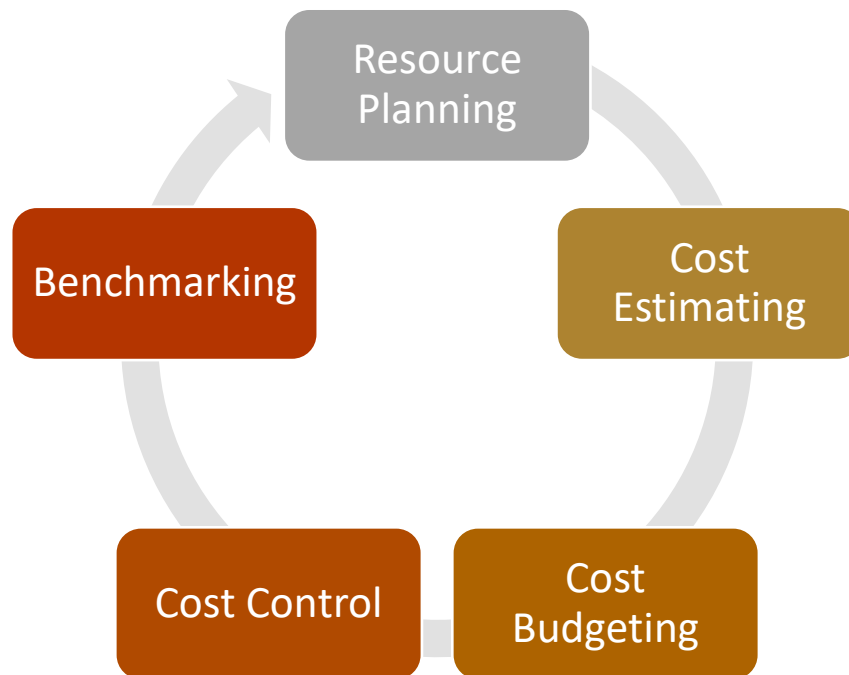 Resource
Planning
Cost
Estimating
Cost
Budgeting
Cost Control
Benchmarking